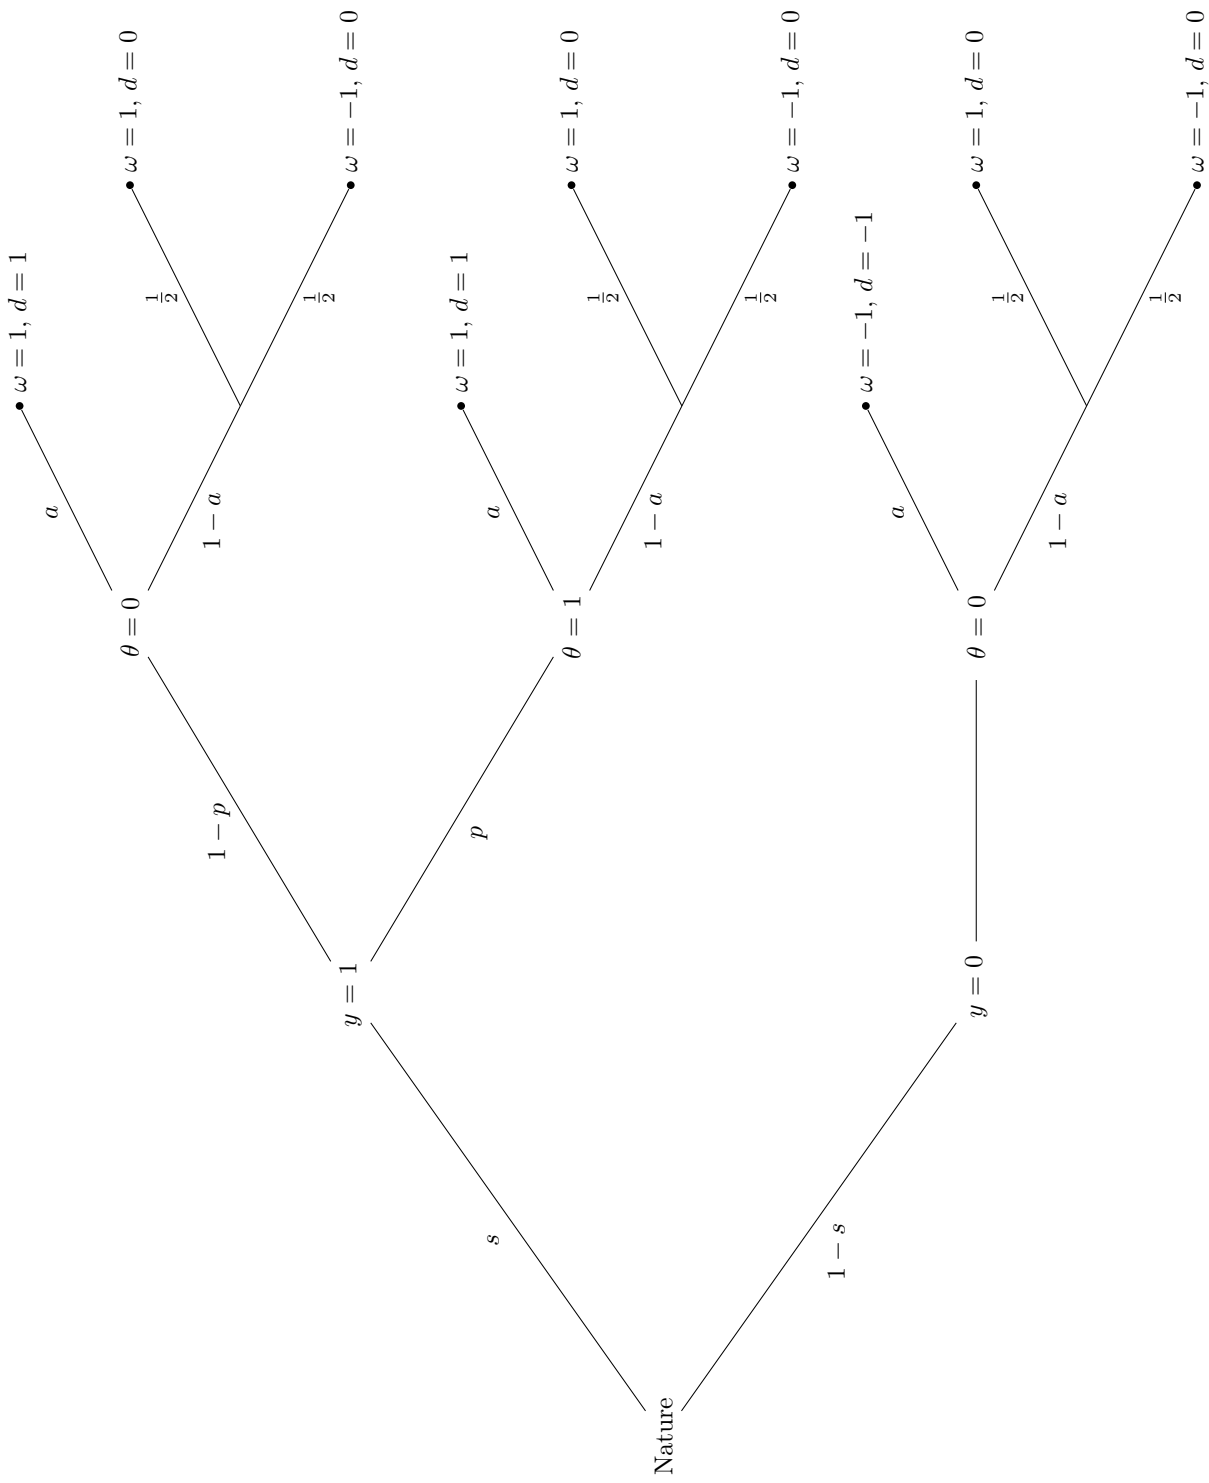 Nature
s
1 − s
y = 1
y = 0
1 − p
p
θ = 0
θ = 1
θ = 0
a
1 − a
a
1 − a
a
1 − a
ω = 1, d = 1
1/2
1/2
ω = 1, d = 0
ω = −1, d = 0
ω = 1, d = 1
1/2
1/2
ω = 1, d = 0
ω = −1, d = 0
ω = −1, d = −1
1/2
1/2
ω = 1, d = 0
ω = −1, d = 0